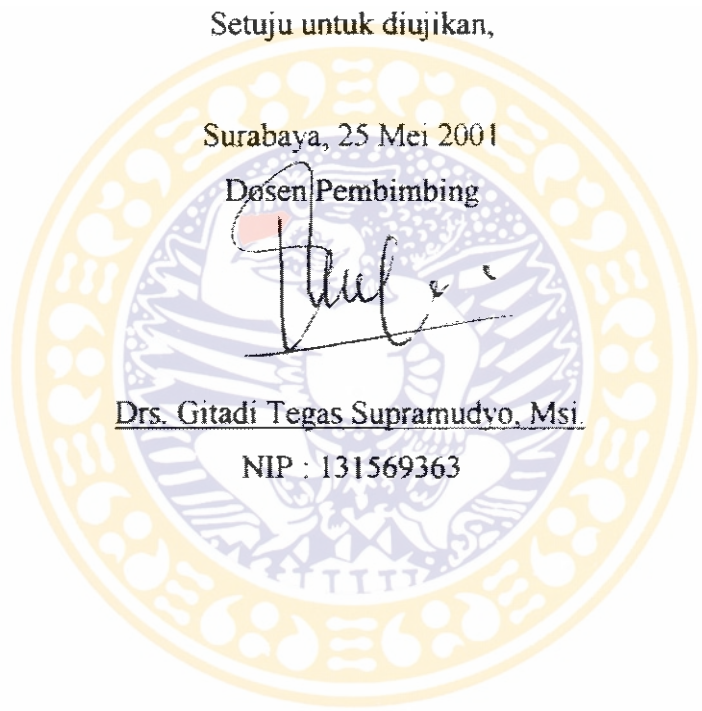 Setuju untuk diujikan,
Surabaya, 25 Mei 2001
Dosen Pembimbing
Drs. Gitadi Tegas Supramudyo, Msi.
NIP : 131569363